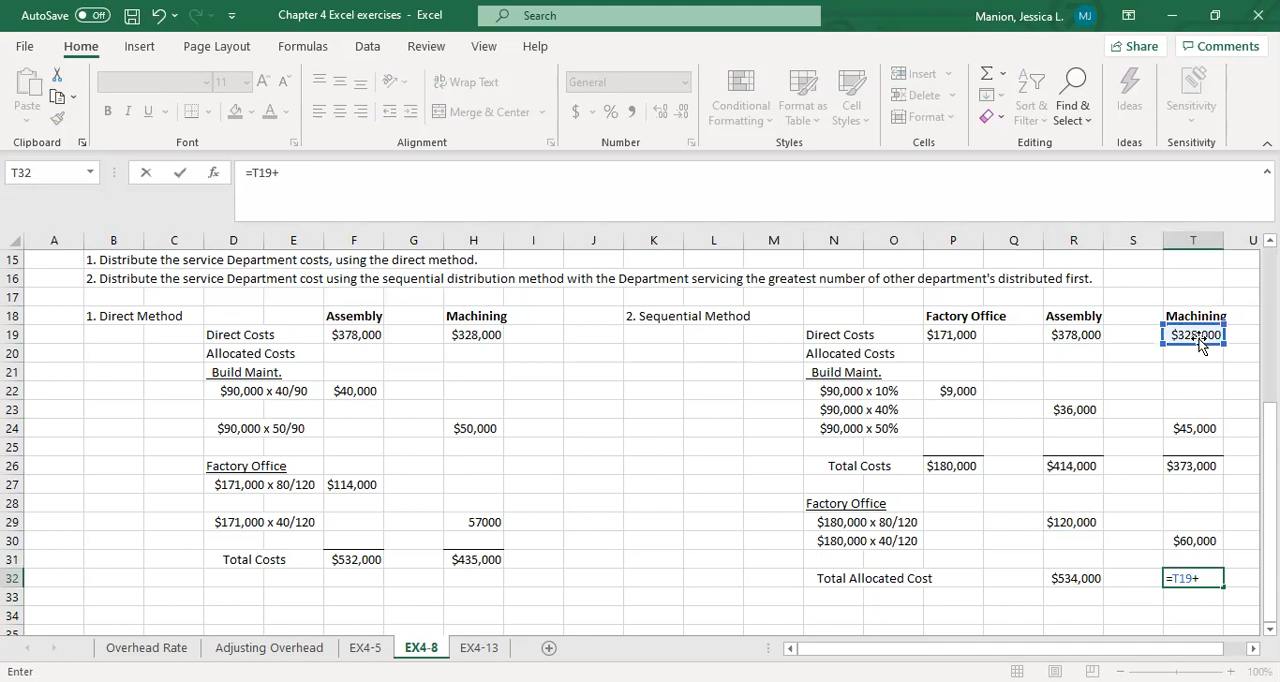 AutoSave Off Chapter 4 Excel exercises - Excel Search Manion, Jessica L. MJ
File Home Insert Page Layout Formulas Data Review View Help Share Comments
11 A A Wrap Text General Insert Σ
Paste B I U Merge & Center $ % , Conditional Formatting Format as Table Cell Styles Delete Format Sort & Filter Find & Select Ideas Sensitivity
Clipboard Font Alignment Number Styles Cells Editing Ideas Sensitivity
T32 fx =T19+
A B C D E F G H I J K L M N O P Q R S T U
15 1. Distribute the service Department costs, using the direct method.
16 2. Distribute the service Department cost using the sequential distribution method with the Department servicing the greatest number of other department's distributed first.
17
18 1. Direct Method Assembly Machining 2. Sequential Method Factory Office Assembly Machining
19 Direct Costs $378,000 $328,000 Direct Costs $171,000 $378,000 $328,000
20 Allocated Costs Allocated Costs
21 Build Maint. Build Maint.
22 $90,000 x 40/90 $40,000 $90,000 x 10% $9,000
23 $90,000 x 40% $36,000
24 $90,000 x 50/90 $50,000 $90,000 x 50% $45,000
25
26 Factory Office Total Costs $180,000 $414,000 $373,000
27 $171,000 x 80/120 $114,000
28 Factory Office
29 $171,000 x 40/120 57000 $180,000 x 80/120 $120,000
30 $180,000 x 40/120 $60,000
31 Total Costs $532,000 $435,000
32 Total Allocated Cost $534,000 =T19+
33
34
35
Overhead Rate Adjusting Overhead EX4-5 EX4-8 EX4-13
Enter 100%